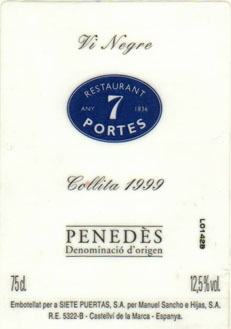 Vi Negre
RESTAURANT
ANY 7 1836
PORTES
Collita 1999
PENEDÈS
Denominació d'origen
L01429
75cl. 12,5%vol.
Embotellat per a SIETE PUERTAS, S.A. per Manuel Sancho e Hijas, S.A.
R.E. 5322-B - Castellví de la Marca - Espanya.